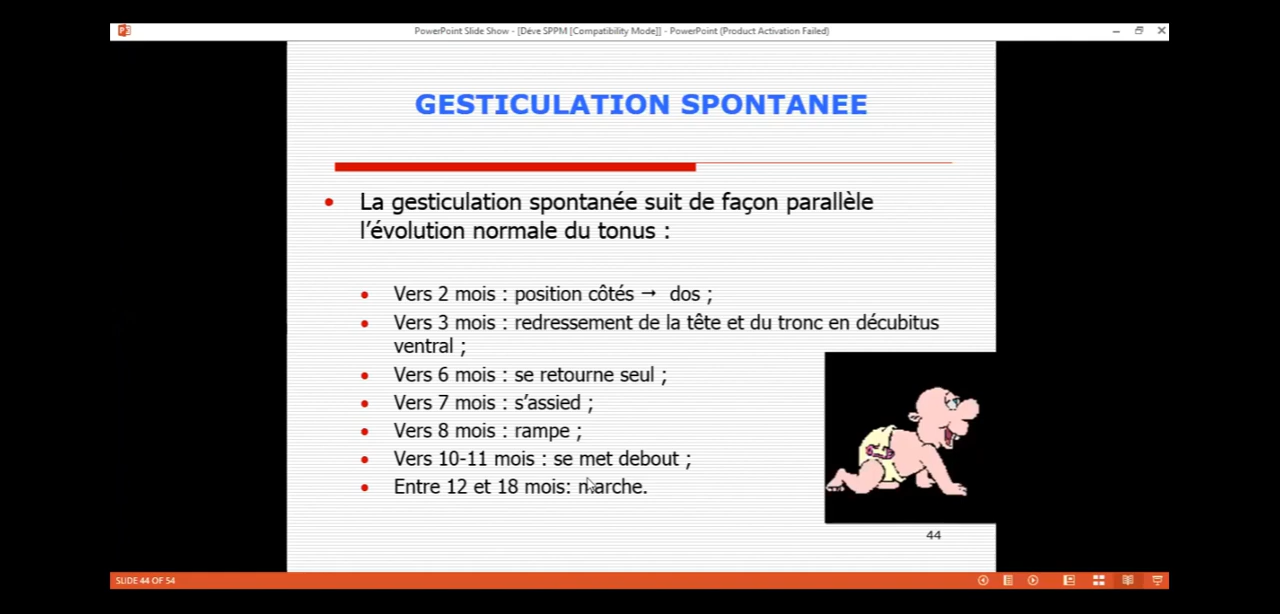 PowerPoint Slide Show - [Déve SPPM [Compatibility Mode]] - PowerPoint (Product Activation Failed)
GESTICULATION SPONTANEE
• La gesticulation spontanée suit de façon parallèle
l’évolution normale du tonus :
• Vers 2 mois : position côtés → dos ;
• Vers 3 mois : redressement de la tête et du tronc en décubitus
ventral ;
• Vers 6 mois : se retourne seul ;
• Vers 7 mois : s’assied ;
• Vers 8 mois : rampe ;
• Vers 10-11 mois : se met debout ;
• Entre 12 et 18 mois: marche.
44
SLIDE 44 OF 54